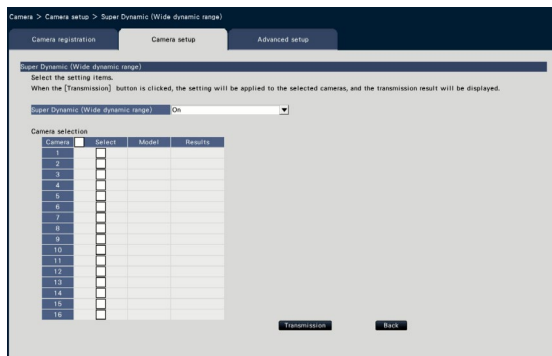 Camera > Camera setup > Super Dynamic (Wide dynamic range)
Camera registration Camera setup Advanced setup
Super Dynamic (Wide dynamic range)
Select the setting items.
When the [Transmission] button is clicked, the setting will be applied to the selected cameras, and the transmission result will be displayed.
Super Dynamic (Wide dynamic range) On
Camera selection
Camera Select Model Results
1
2
3
4
5
6
7
8
9
10
11
12
13
14
15
16
Transmission Back